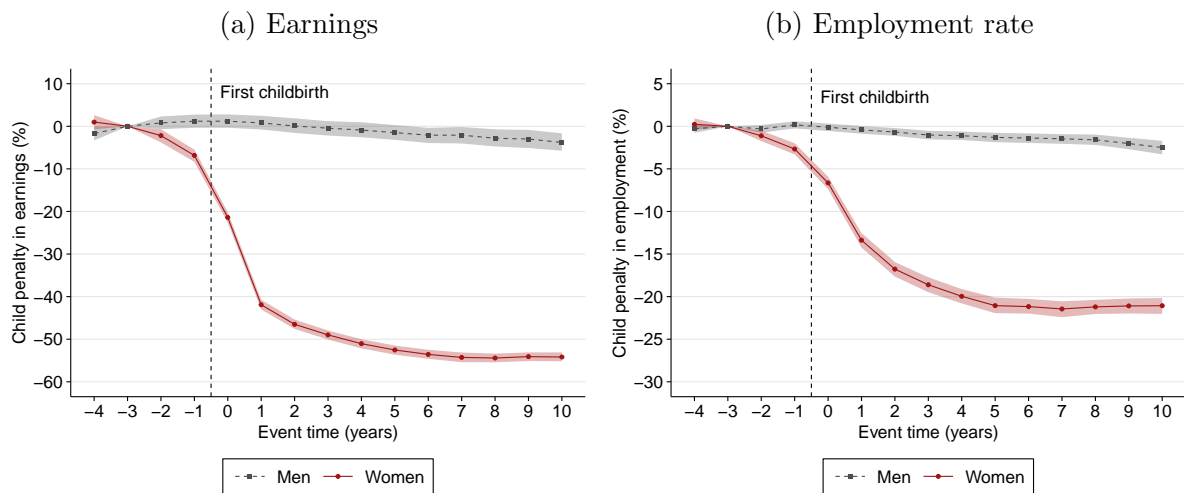 (a) Earnings
Child penalty in earnings (%)
10
0
−10
−20
−30
−40
−50
−60
First childbirth
−4 −3 −2 −1 0 1 2 3 4 5 6 7 8 9 10
Event time (years)
Men Women
(b) Employment rate
Child penalty in employment (%)
5
0
−5
−10
−15
−20
−25
−30
First childbirth
−4 −3 −2 −1 0 1 2 3 4 5 6 7 8 9 10
Event time (years)
Men Women